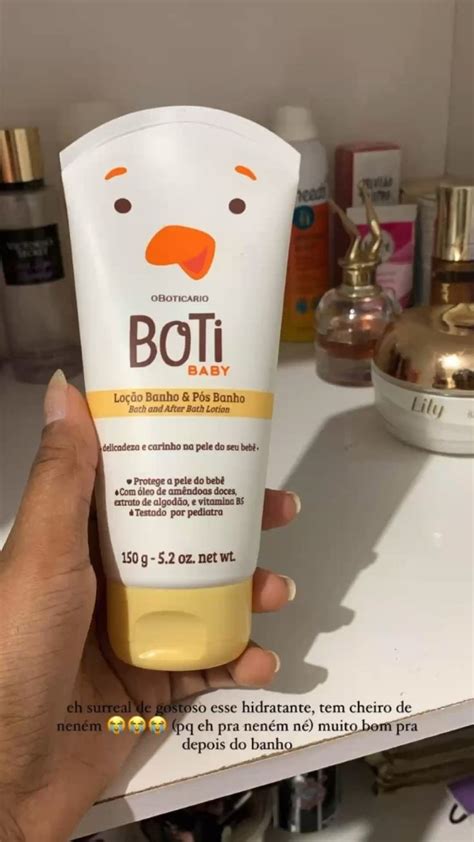 VICTORIA'S
SECRET
OBOTICÁRIO
BOTi
BABY
Loção Banho & Pós Banho
Bath and After Bath Lotion
delicadeza e carinho na pele do seu bebê
Protege a pele do bebê
Com óleo de amêndoas doces,
extrato de algodão, e vitamina B5
Testado por pediatra
150 g - 5.2 oz. net wt.
Lily
eh surreal de gostoso esse hidratante, tem cheiro de
neném 😭😭😭 (pq eh pra neném né) muito bom pra
depois do banho